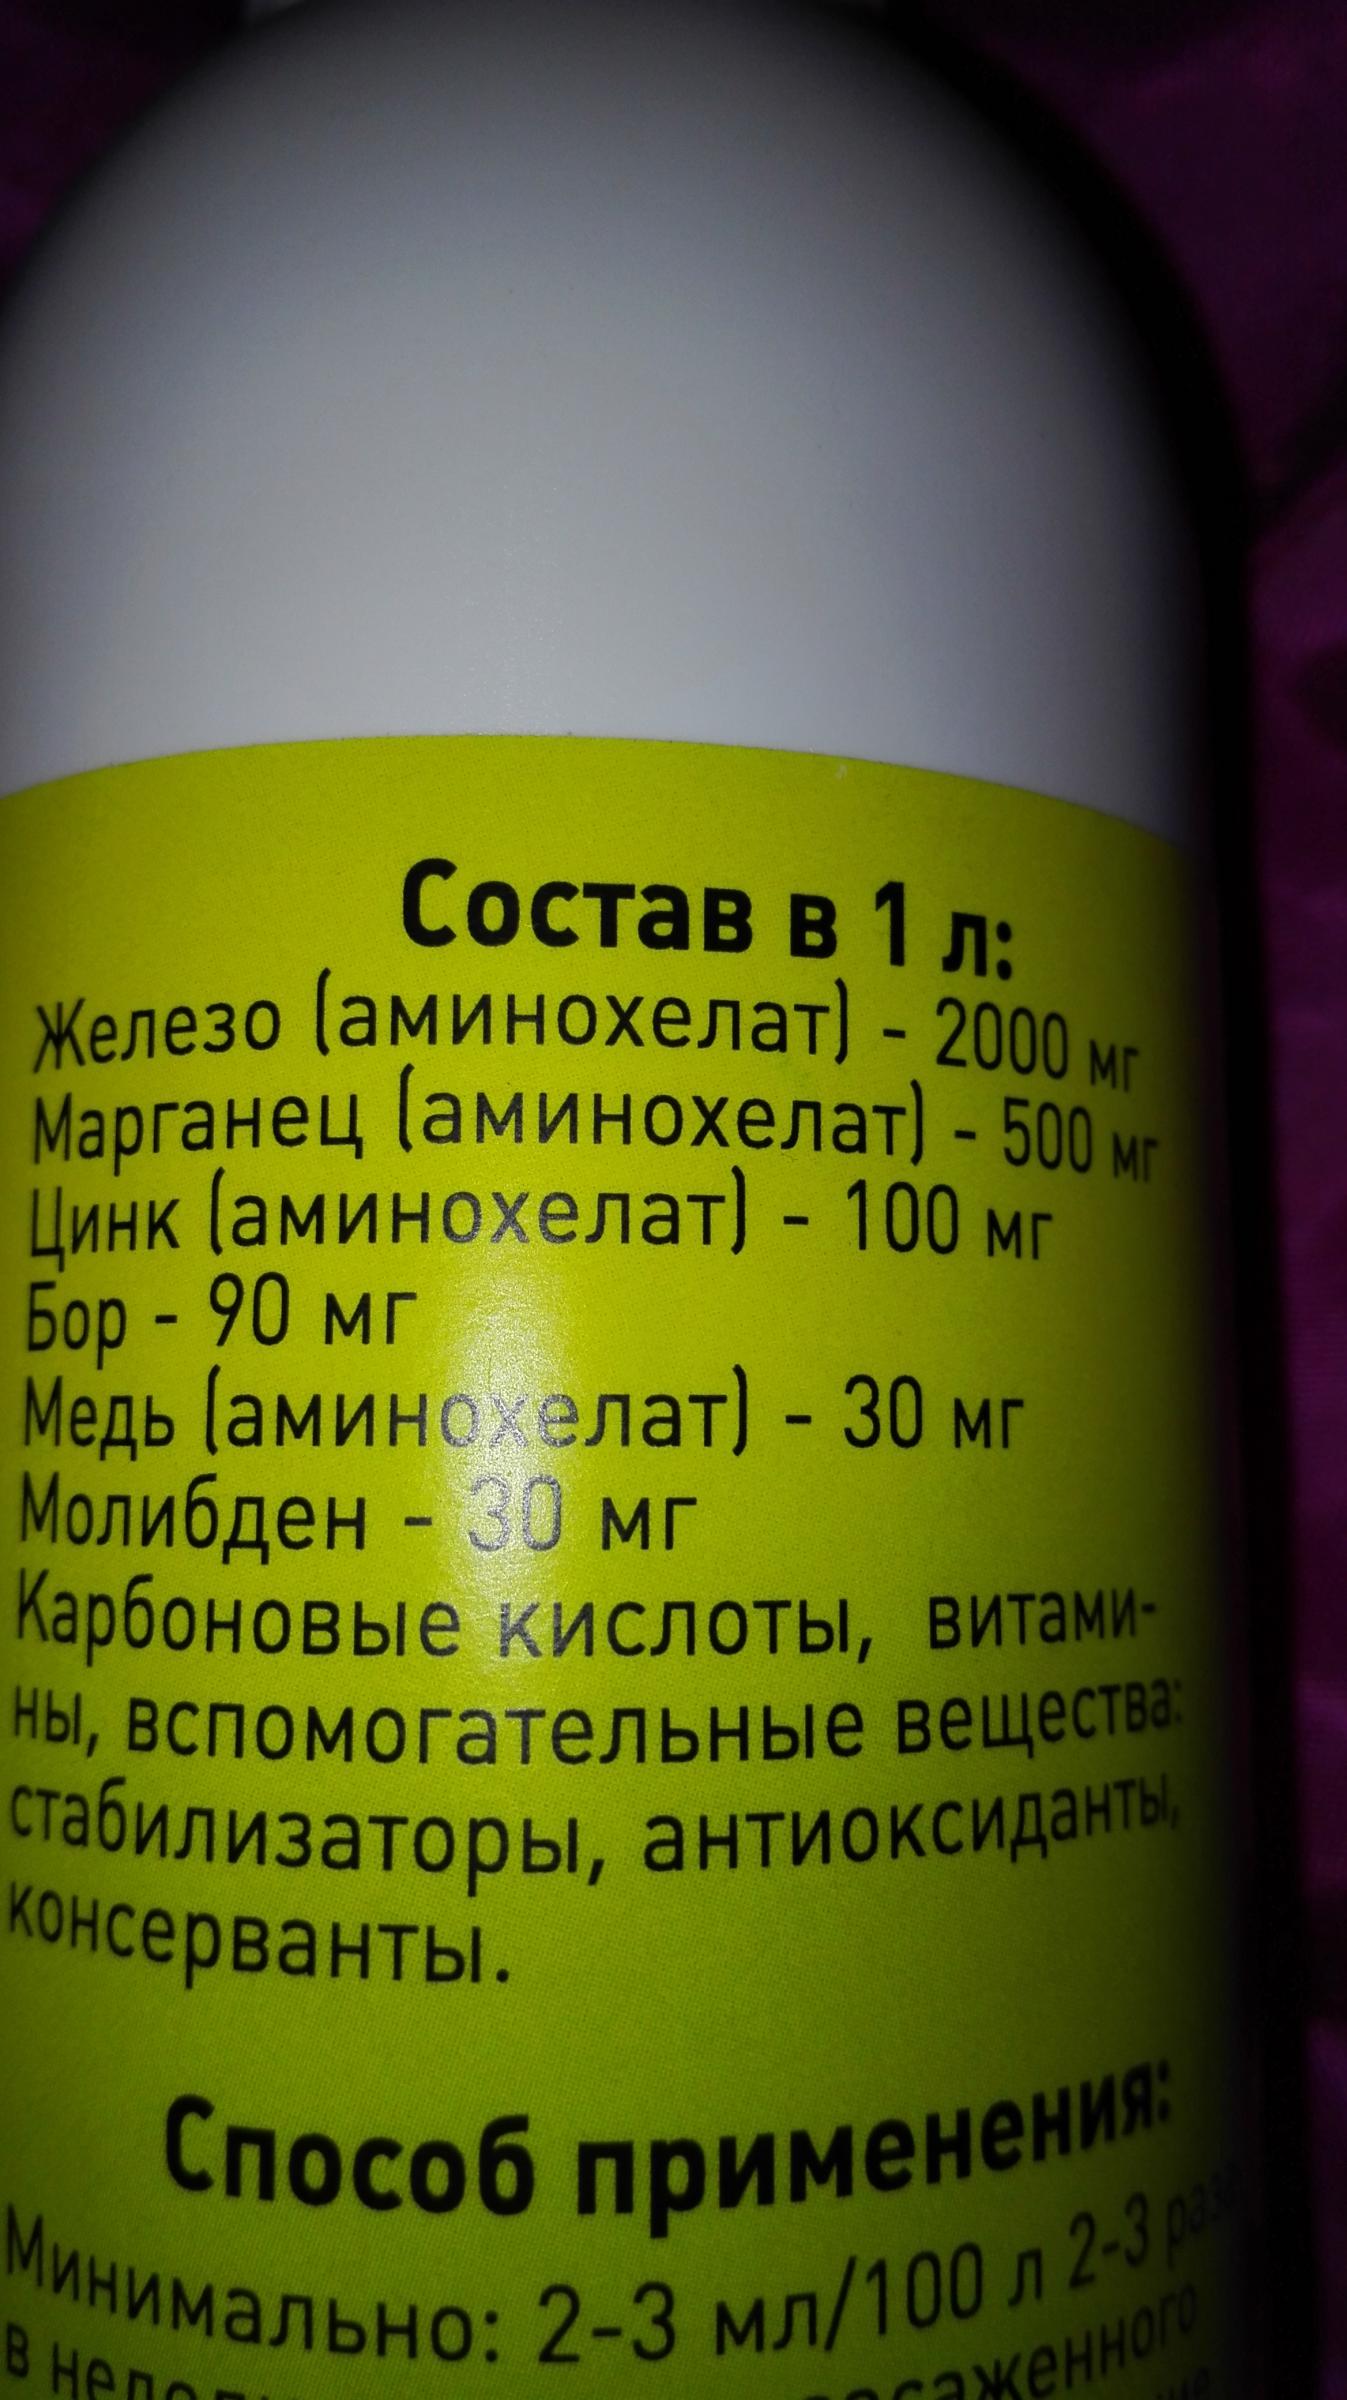 Состав в 1 л:
Железо (аминохелат) - 2000 мг
Марганец (аминохелат) - 500 мг
Цинк (аминохелат) - 100 мг
Бор - 90 мг
Медь (аминохелат) - 30 мг
Молибден - 30 мг
Карбоновые кислоты, витами-
ны, вспомогательные вещества:
стабилизаторы, антиоксиданты,
консерванты.
Способ применения:
Минимально: 2-3 мл/100 л 2-3 раза
в